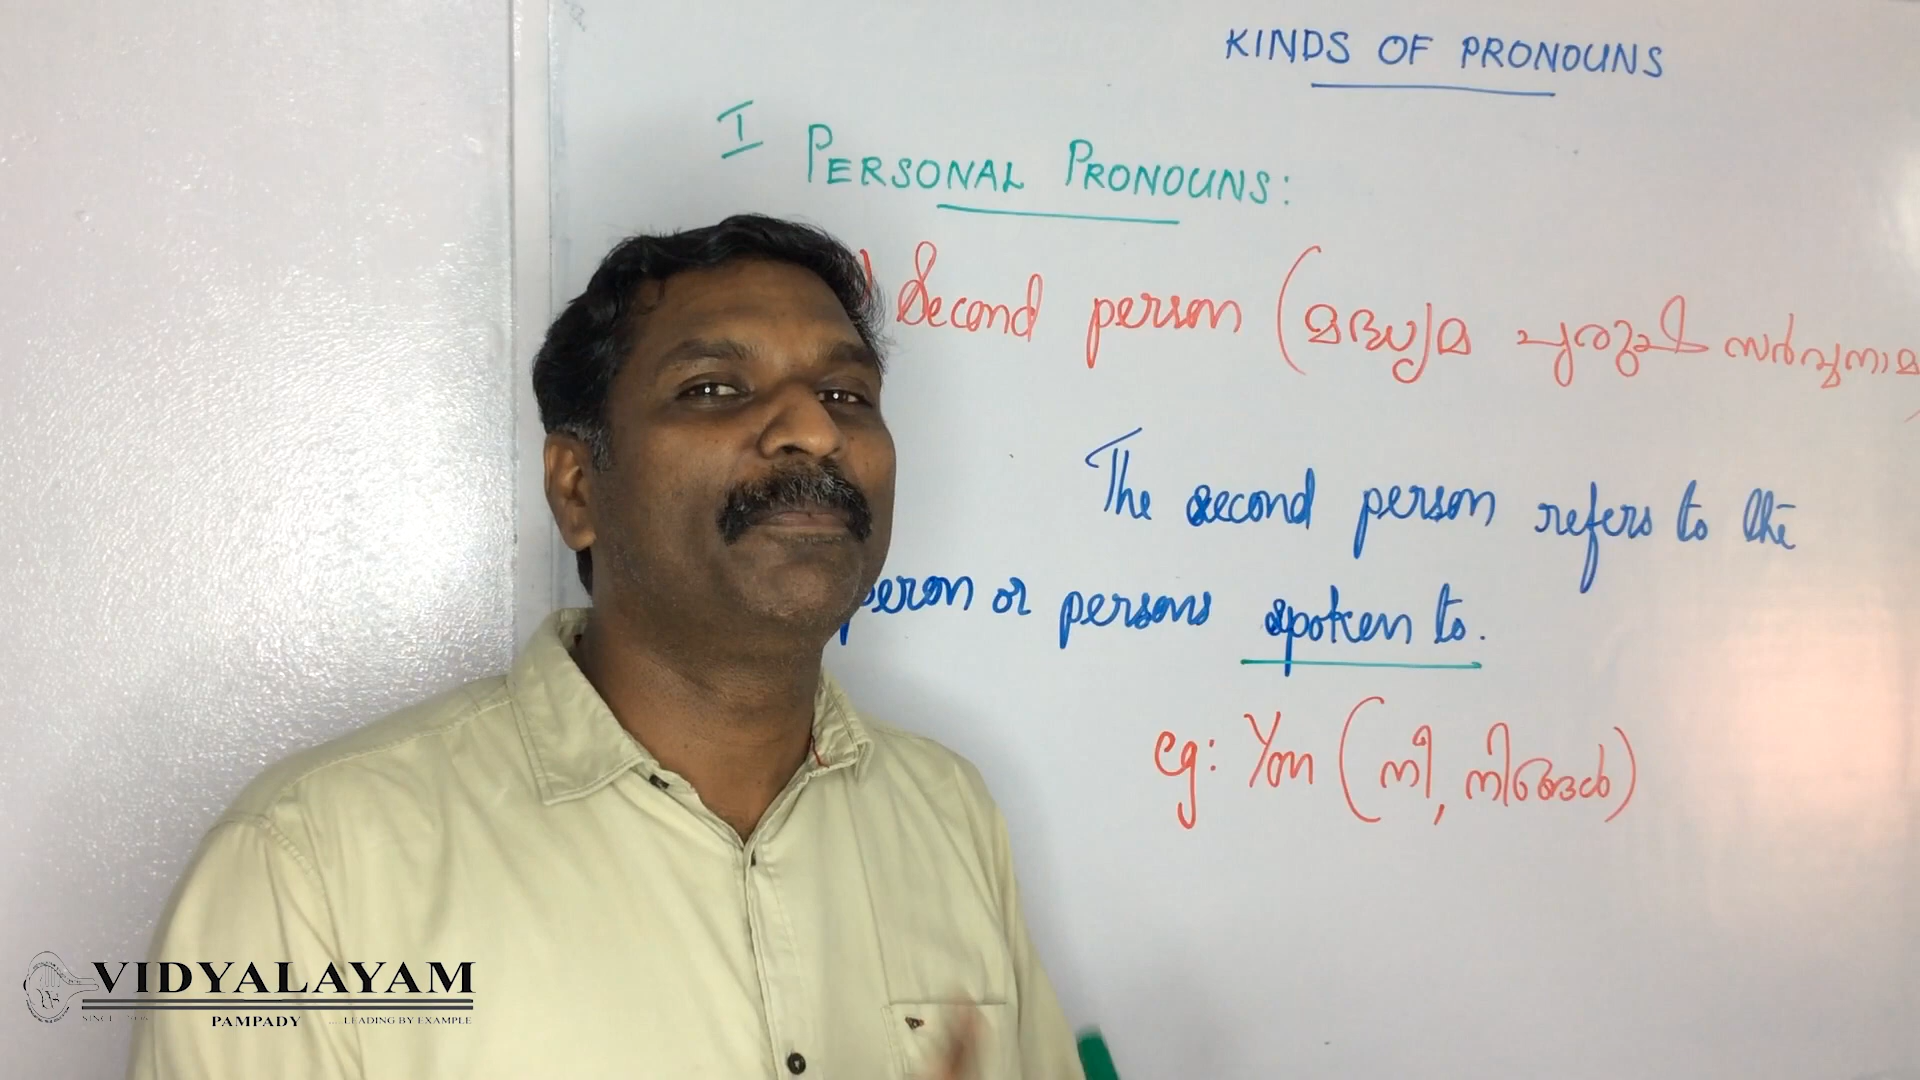 KINDS OF PRONOUNS
I PERSONAL PRONOUNS:
) Second person (മദ്ധ്യമ പുരുഷ സർവ്വനാമ
The second person refers to the
person or persons spoken to.
eg: You (നീ, നിങ്ങൾ)
VIDYALAYAM
PAMPADY ....LEADING BY EXAMPLE